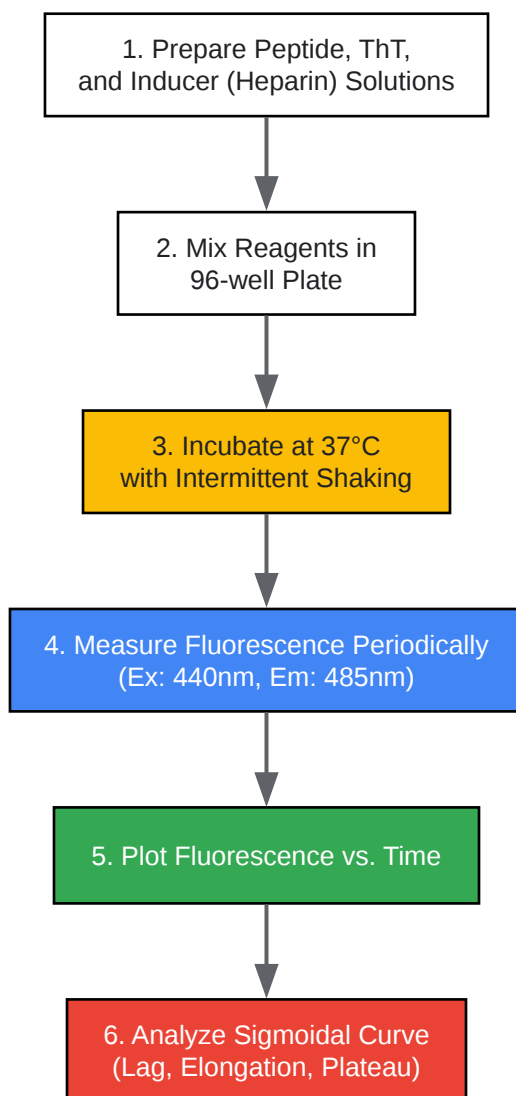 1. Prepare Peptide, ThT,
and Inducer (Heparin) Solutions
2. Mix Reagents in
96-well Plate
3. Incubate at 37°C
with Intermittent Shaking
4. Measure Fluorescence Periodically
(Ex: 440nm, Em: 485nm)
5. Plot Fluorescence vs. Time
6. Analyze Sigmoidal Curve
(Lag, Elongation, Plateau)